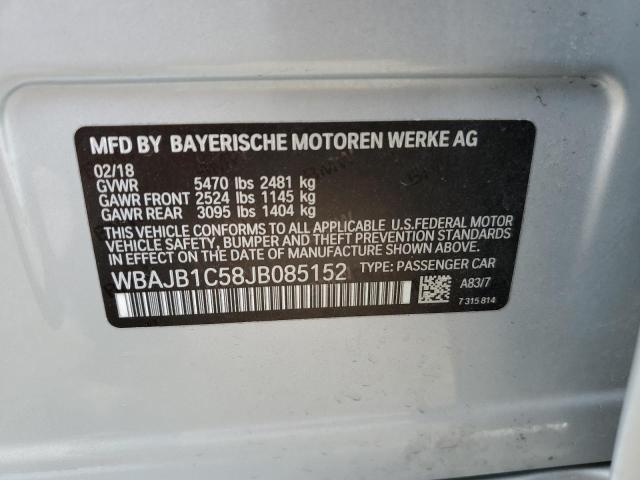 MFD BY BAYERISCHE MOTOREN WERKE AG
02/18
GVWR 5470 lbs 2481 kg
GAWR FRONT 2524 lbs 1145 kg
GAWR REAR 3095 lbs 1404 kg
THIS VEHICLE CONFORMS TO ALL APPLICABLE U.S.FEDERAL MOTOR
VEHICLE SAFETY, BUMPER, AND THEFT PREVENTION STANDARDS
IN EFFECT ON THE DATE OF MANUFACTURE SHOWN ABOVE.
WBAJB1C58JB085152 TYPE: PASSENGER CAR
A83/7
7 315 814